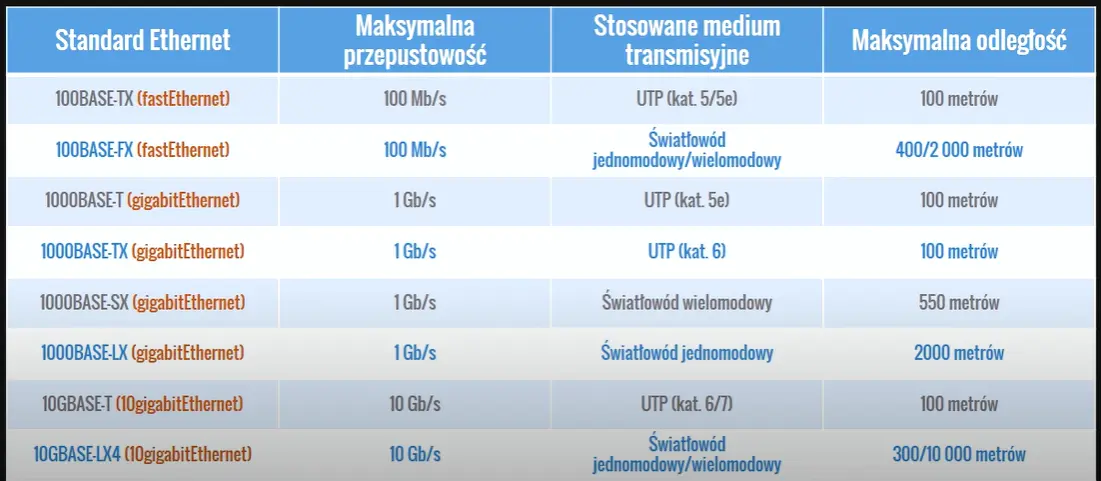 Standard Ethernet
Maksymalna
przepustowość
Stosowane medium
transmisyjne
Maksymalna odległość
100BASE-TX (fastEthernet)
100 Mb/s
UTP (kat. 5/5e)
100 metrów
100BASE-FX (fastEthernet)
100 Mb/s
Światłowód
jednomodowy/wielomodowy
400/2 000 metrów
1000BASE-T (gigabitEthernet)
1 Gb/s
UTP (kat. 5e)
100 metrów
1000BASE-TX (gigabitEthernet)
1 Gb/s
UTP (kat. 6)
100 metrów
1000BASE-SX (gigabitEthernet)
1 Gb/s
Światłowód wielomodowy
550 metrów
1000BASE-LX (gigabitEthernet)
1 Gb/s
Światłowód jednomodowy
2000 metrów
10GBASE-T (10gigabitEthernet)
10 Gb/s
UTP (kat. 6/7)
100 metrów
10GBASE-LX4 (10gigabitEthernet)
10 Gb/s
Światłowód
jednomodowy/wielomodowy
300/10 000 metrów